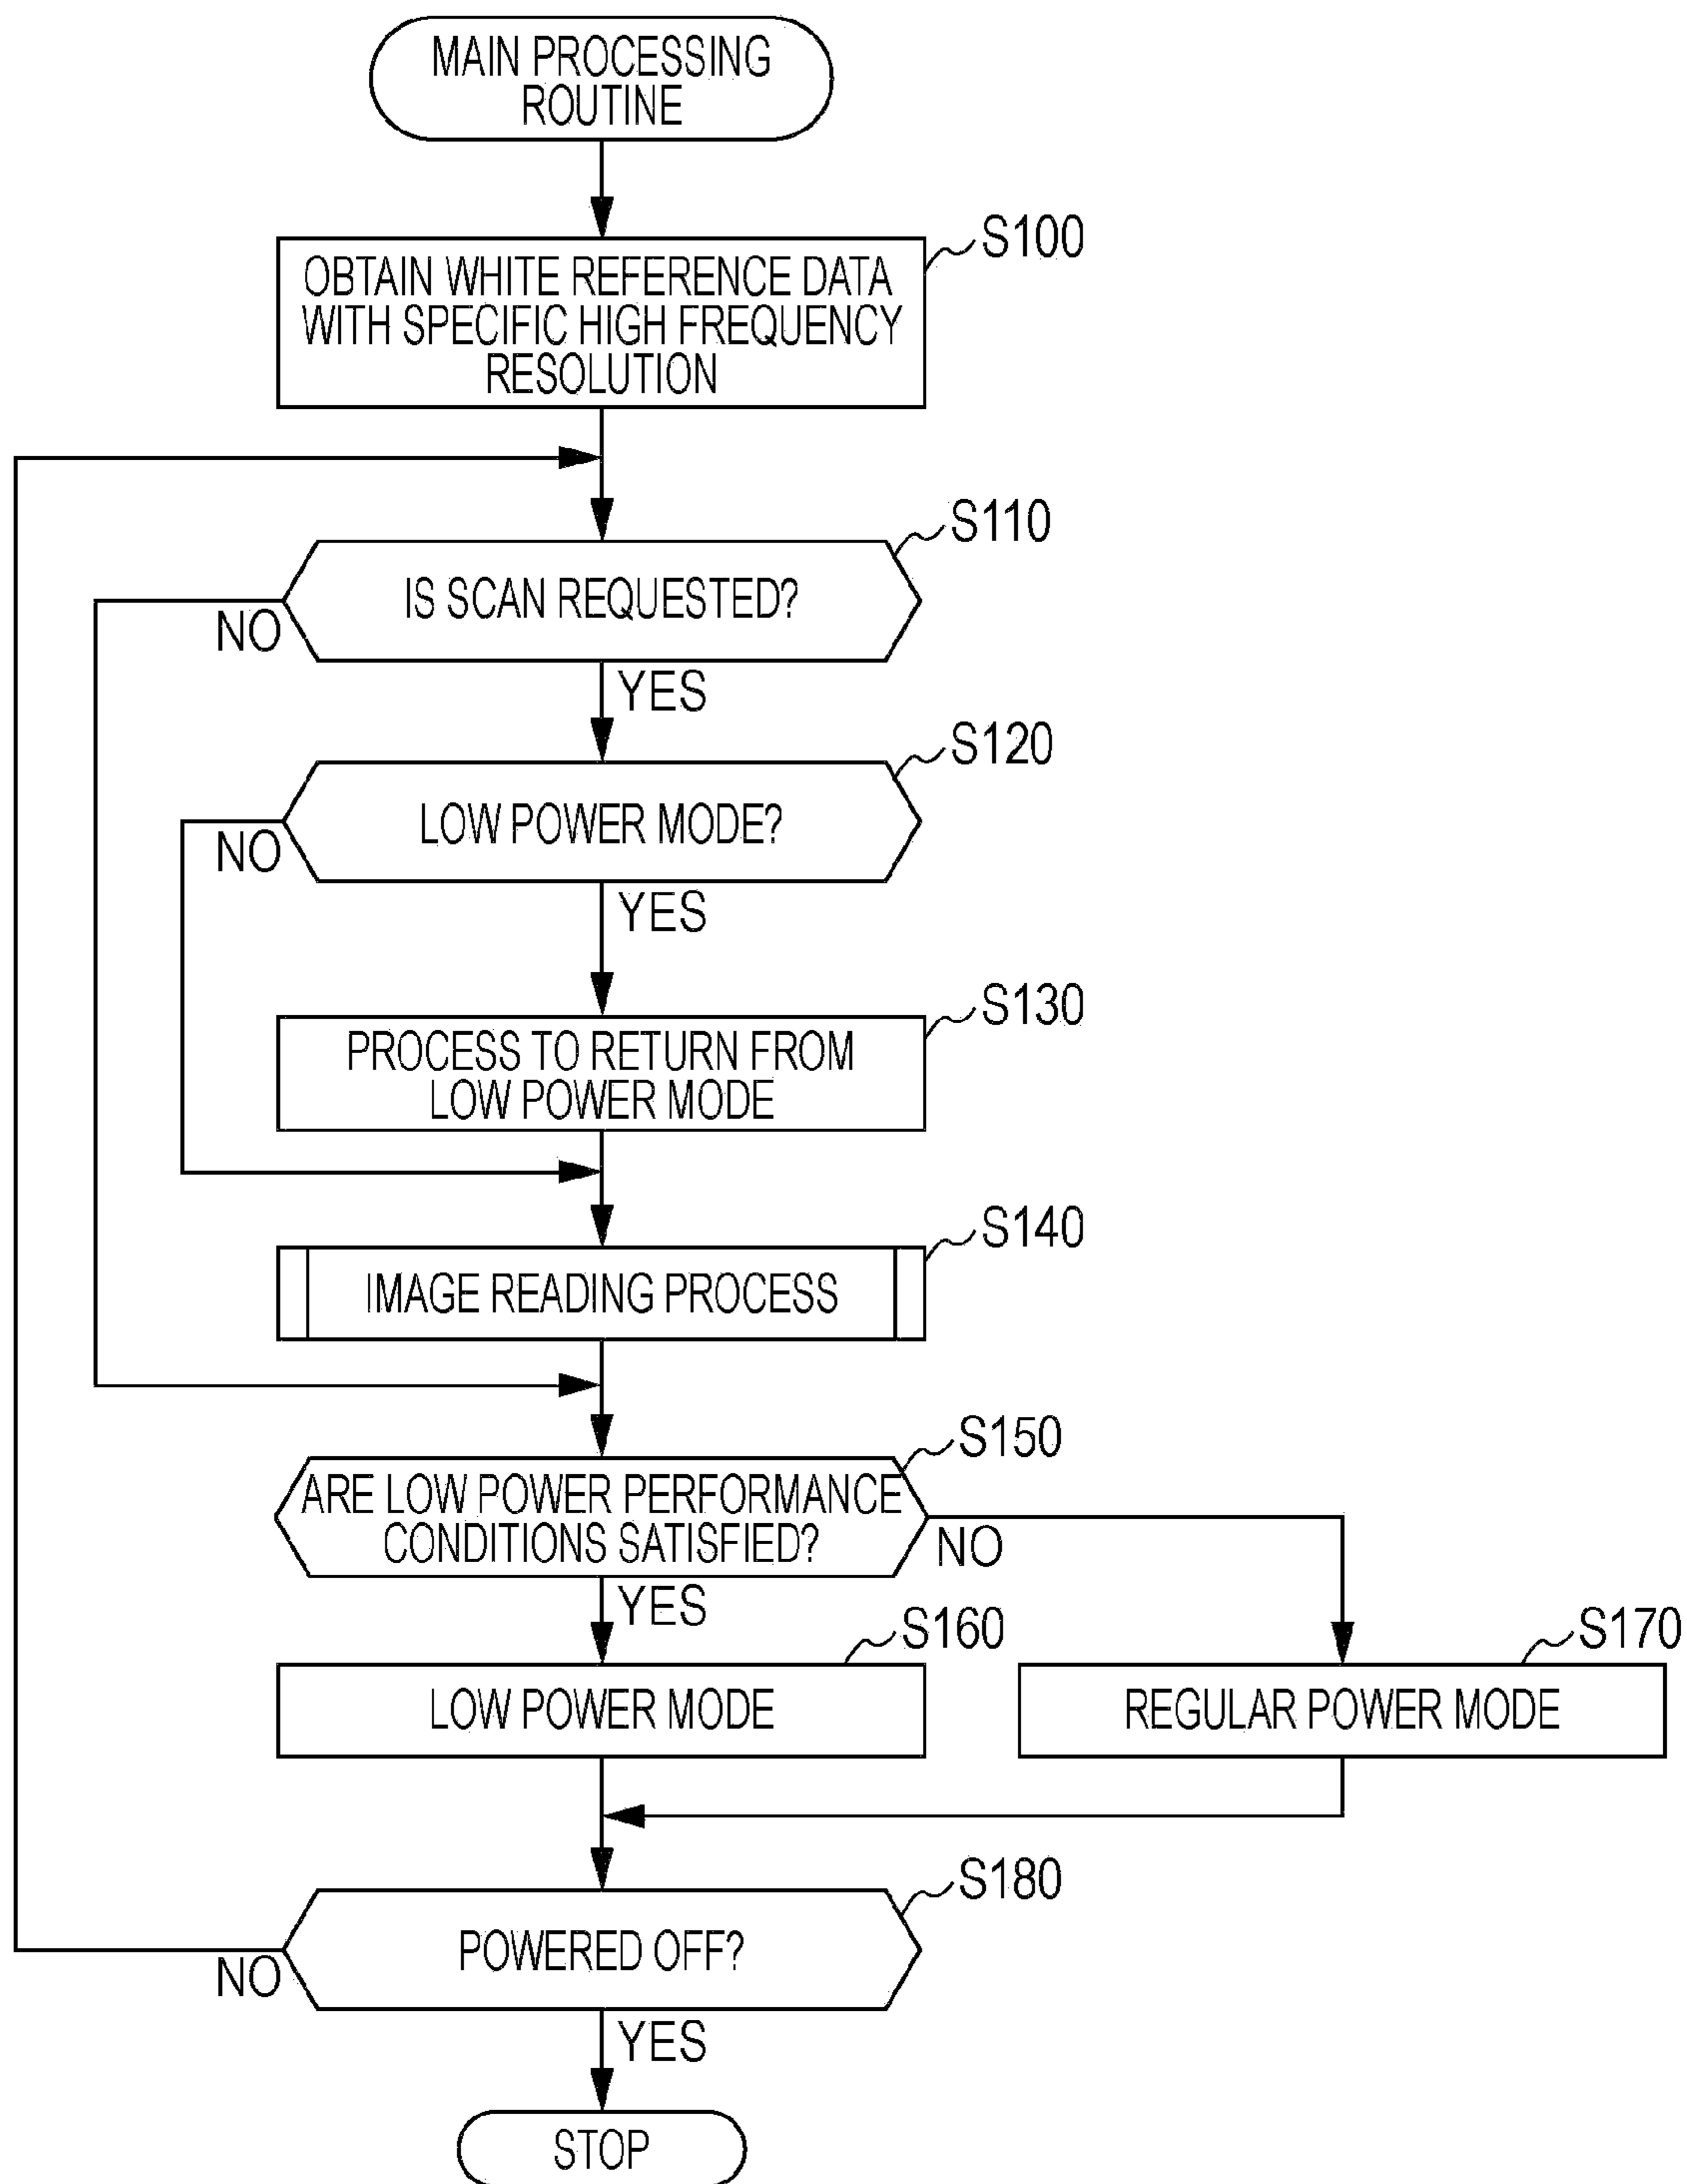 MAIN PROCESSING
ROUTINE
S100
OBTAIN WHITE REFERENCE DATA
WITH SPECIFIC HIGH FREQUENCY
RESOLUTION
S110
IS SCAN REQUESTED?
NO
YES
S120
LOW POWER MODE?
NO
YES
S130
PROCESS TO RETURN FROM
LOW POWER MODE
S140
IMAGE READING PROCESS
S150
ARE LOW POWER PERFORMANCE
CONDITIONS SATISFIED?
NO
YES
S160
S170
LOW POWER MODE
REGULAR POWER MODE
S180
POWERED OFF?
NO
YES
STOP